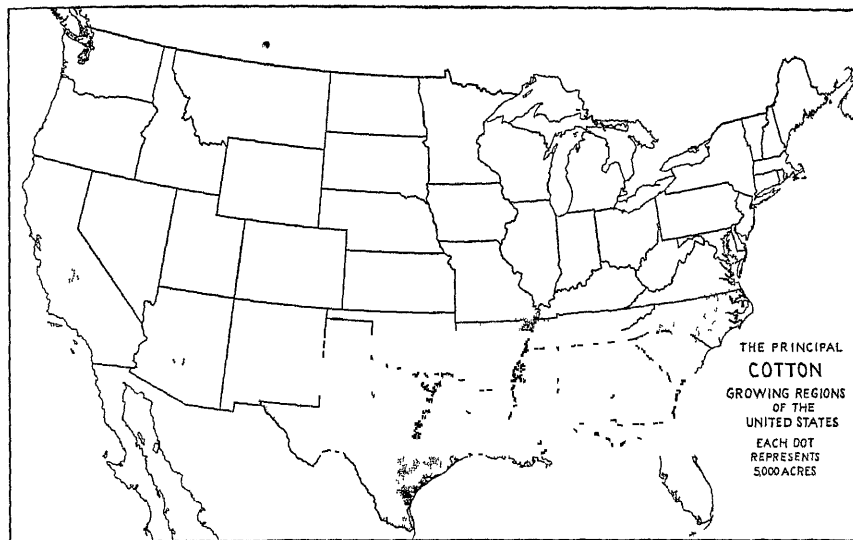 THE PRINCIPAL
COTTON
GROWING REGIONS
OF THE
UNITED STATES
EACH DOT
REPRESENTS
5,000 ACRES